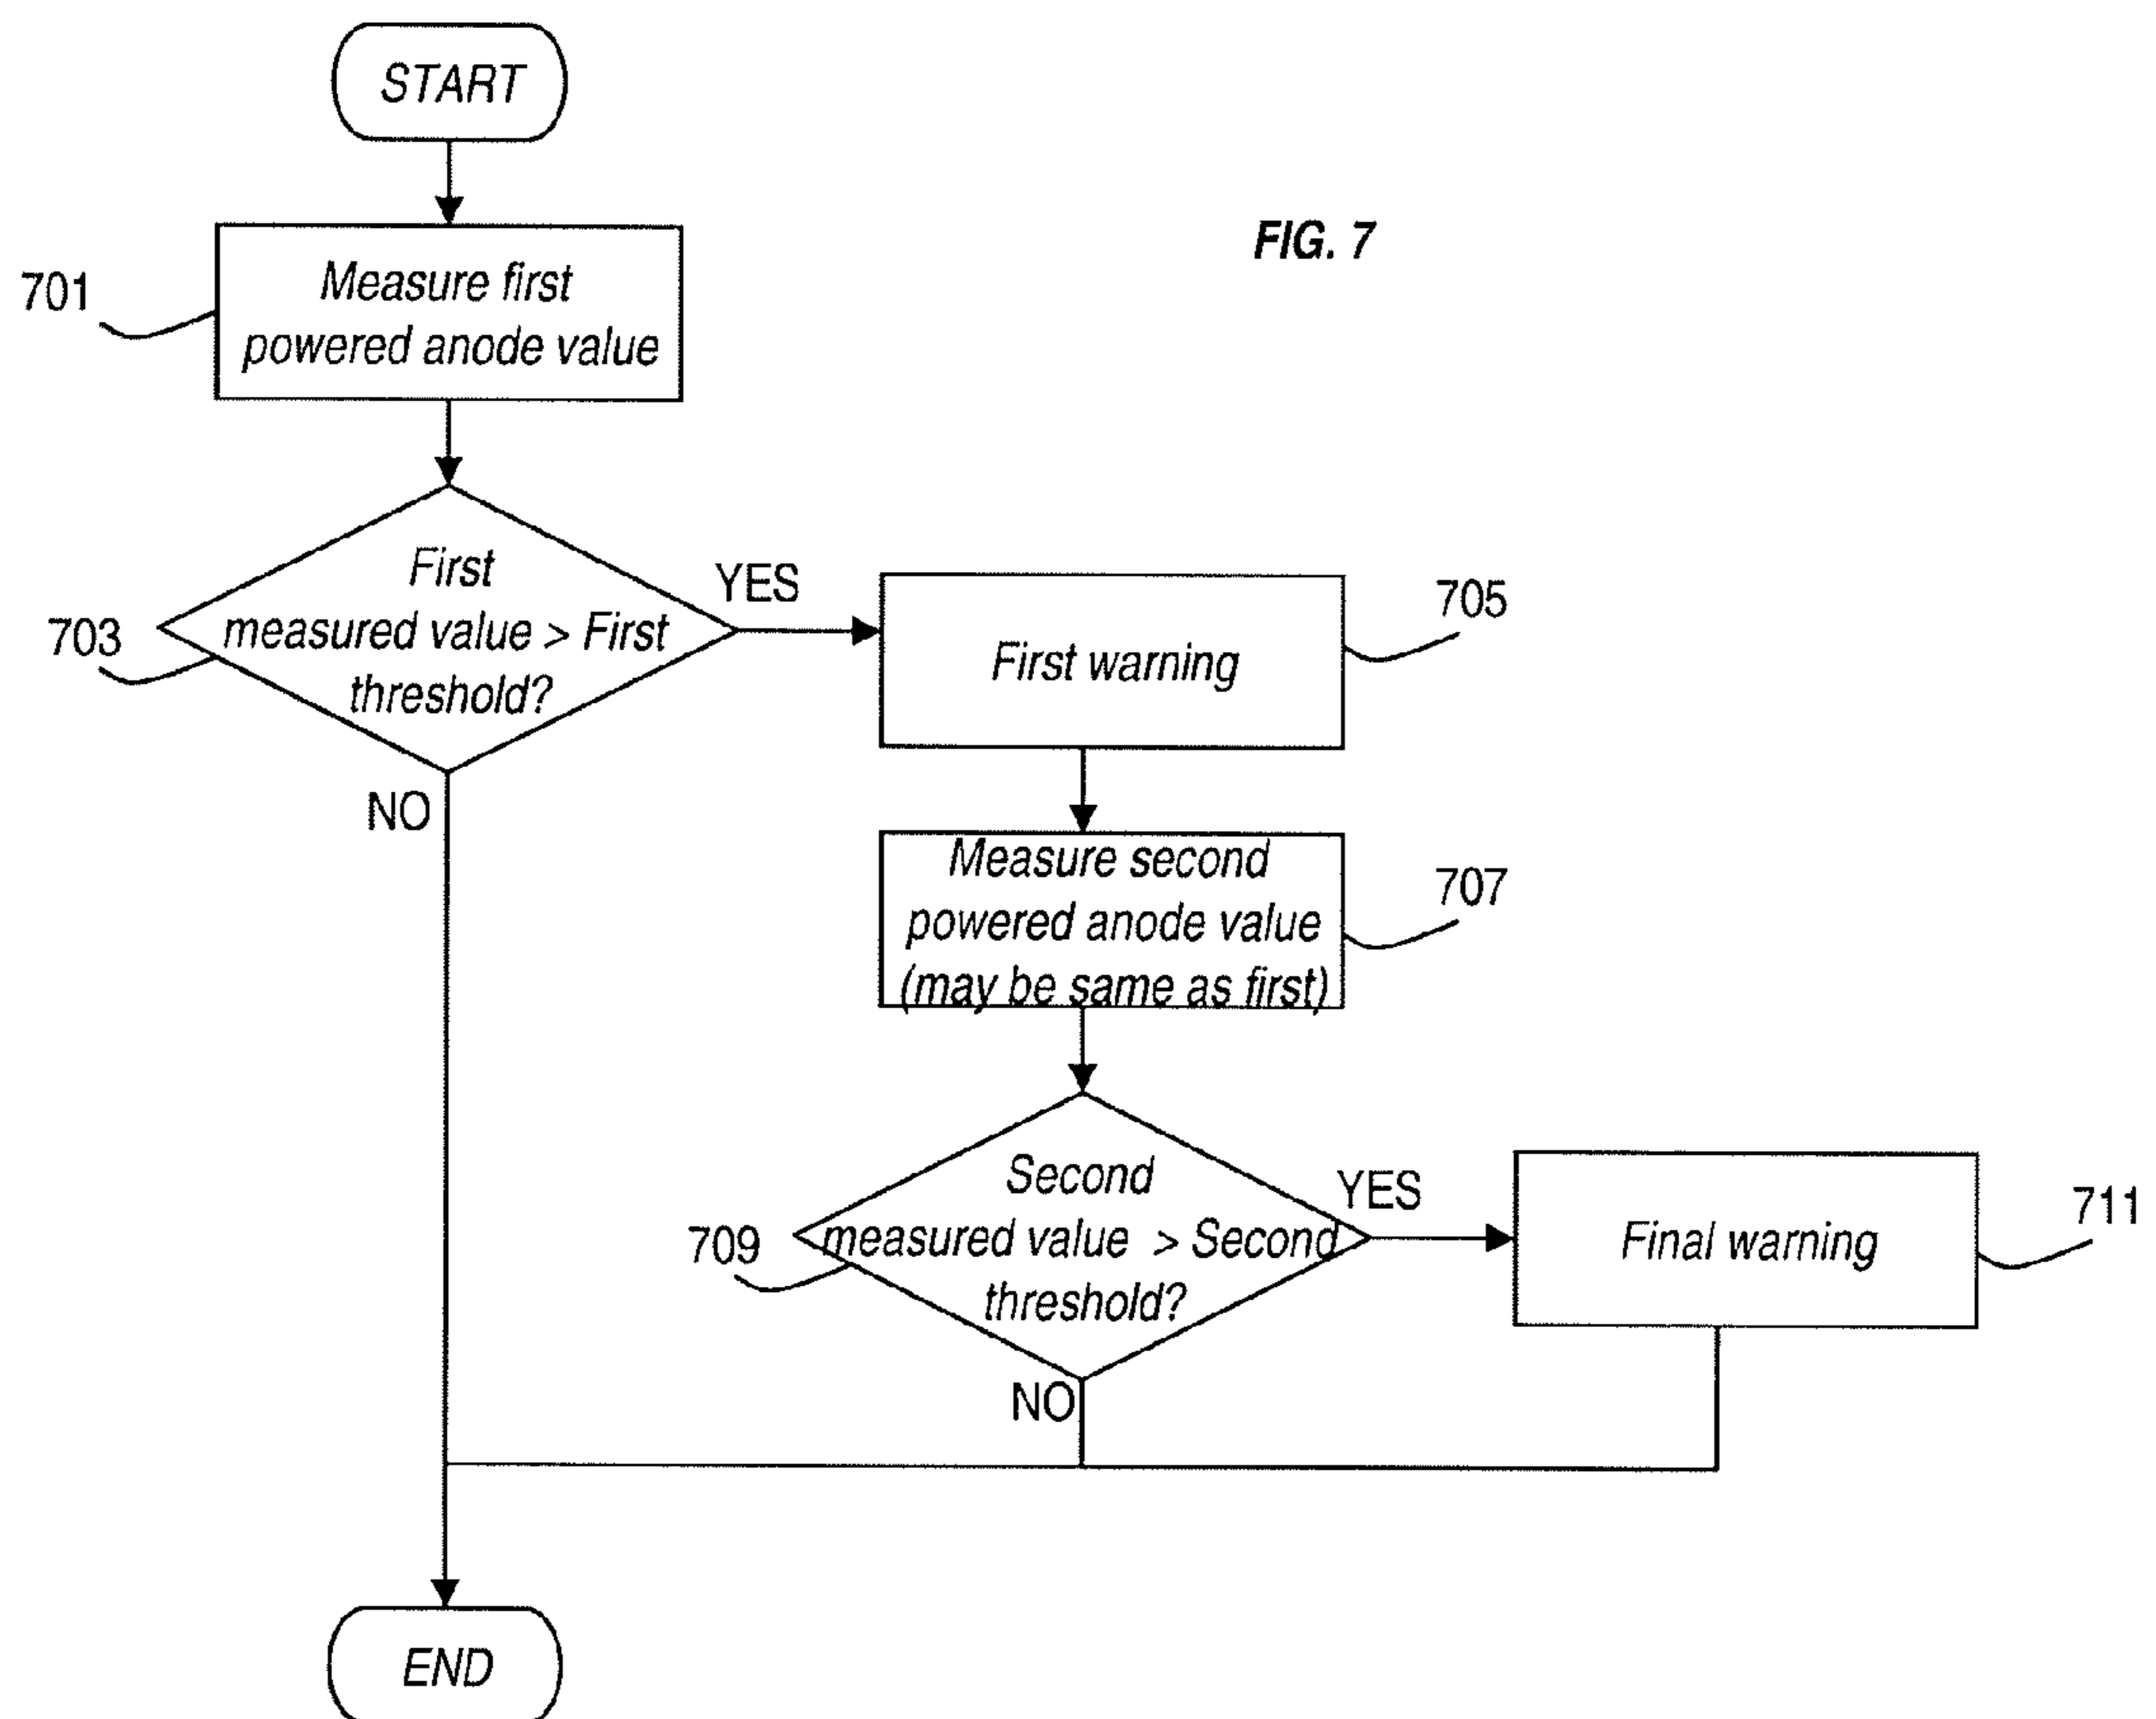 START
FIG. 7
701
Measure first
powered anode value
703
First
measured value > First
threshold?
YES
NO
705
First warning
707
Measure second
powered anode value
(may be same as first)
709
Second
measured value > Second
threshold?
YES
NO
711
Final warning
END